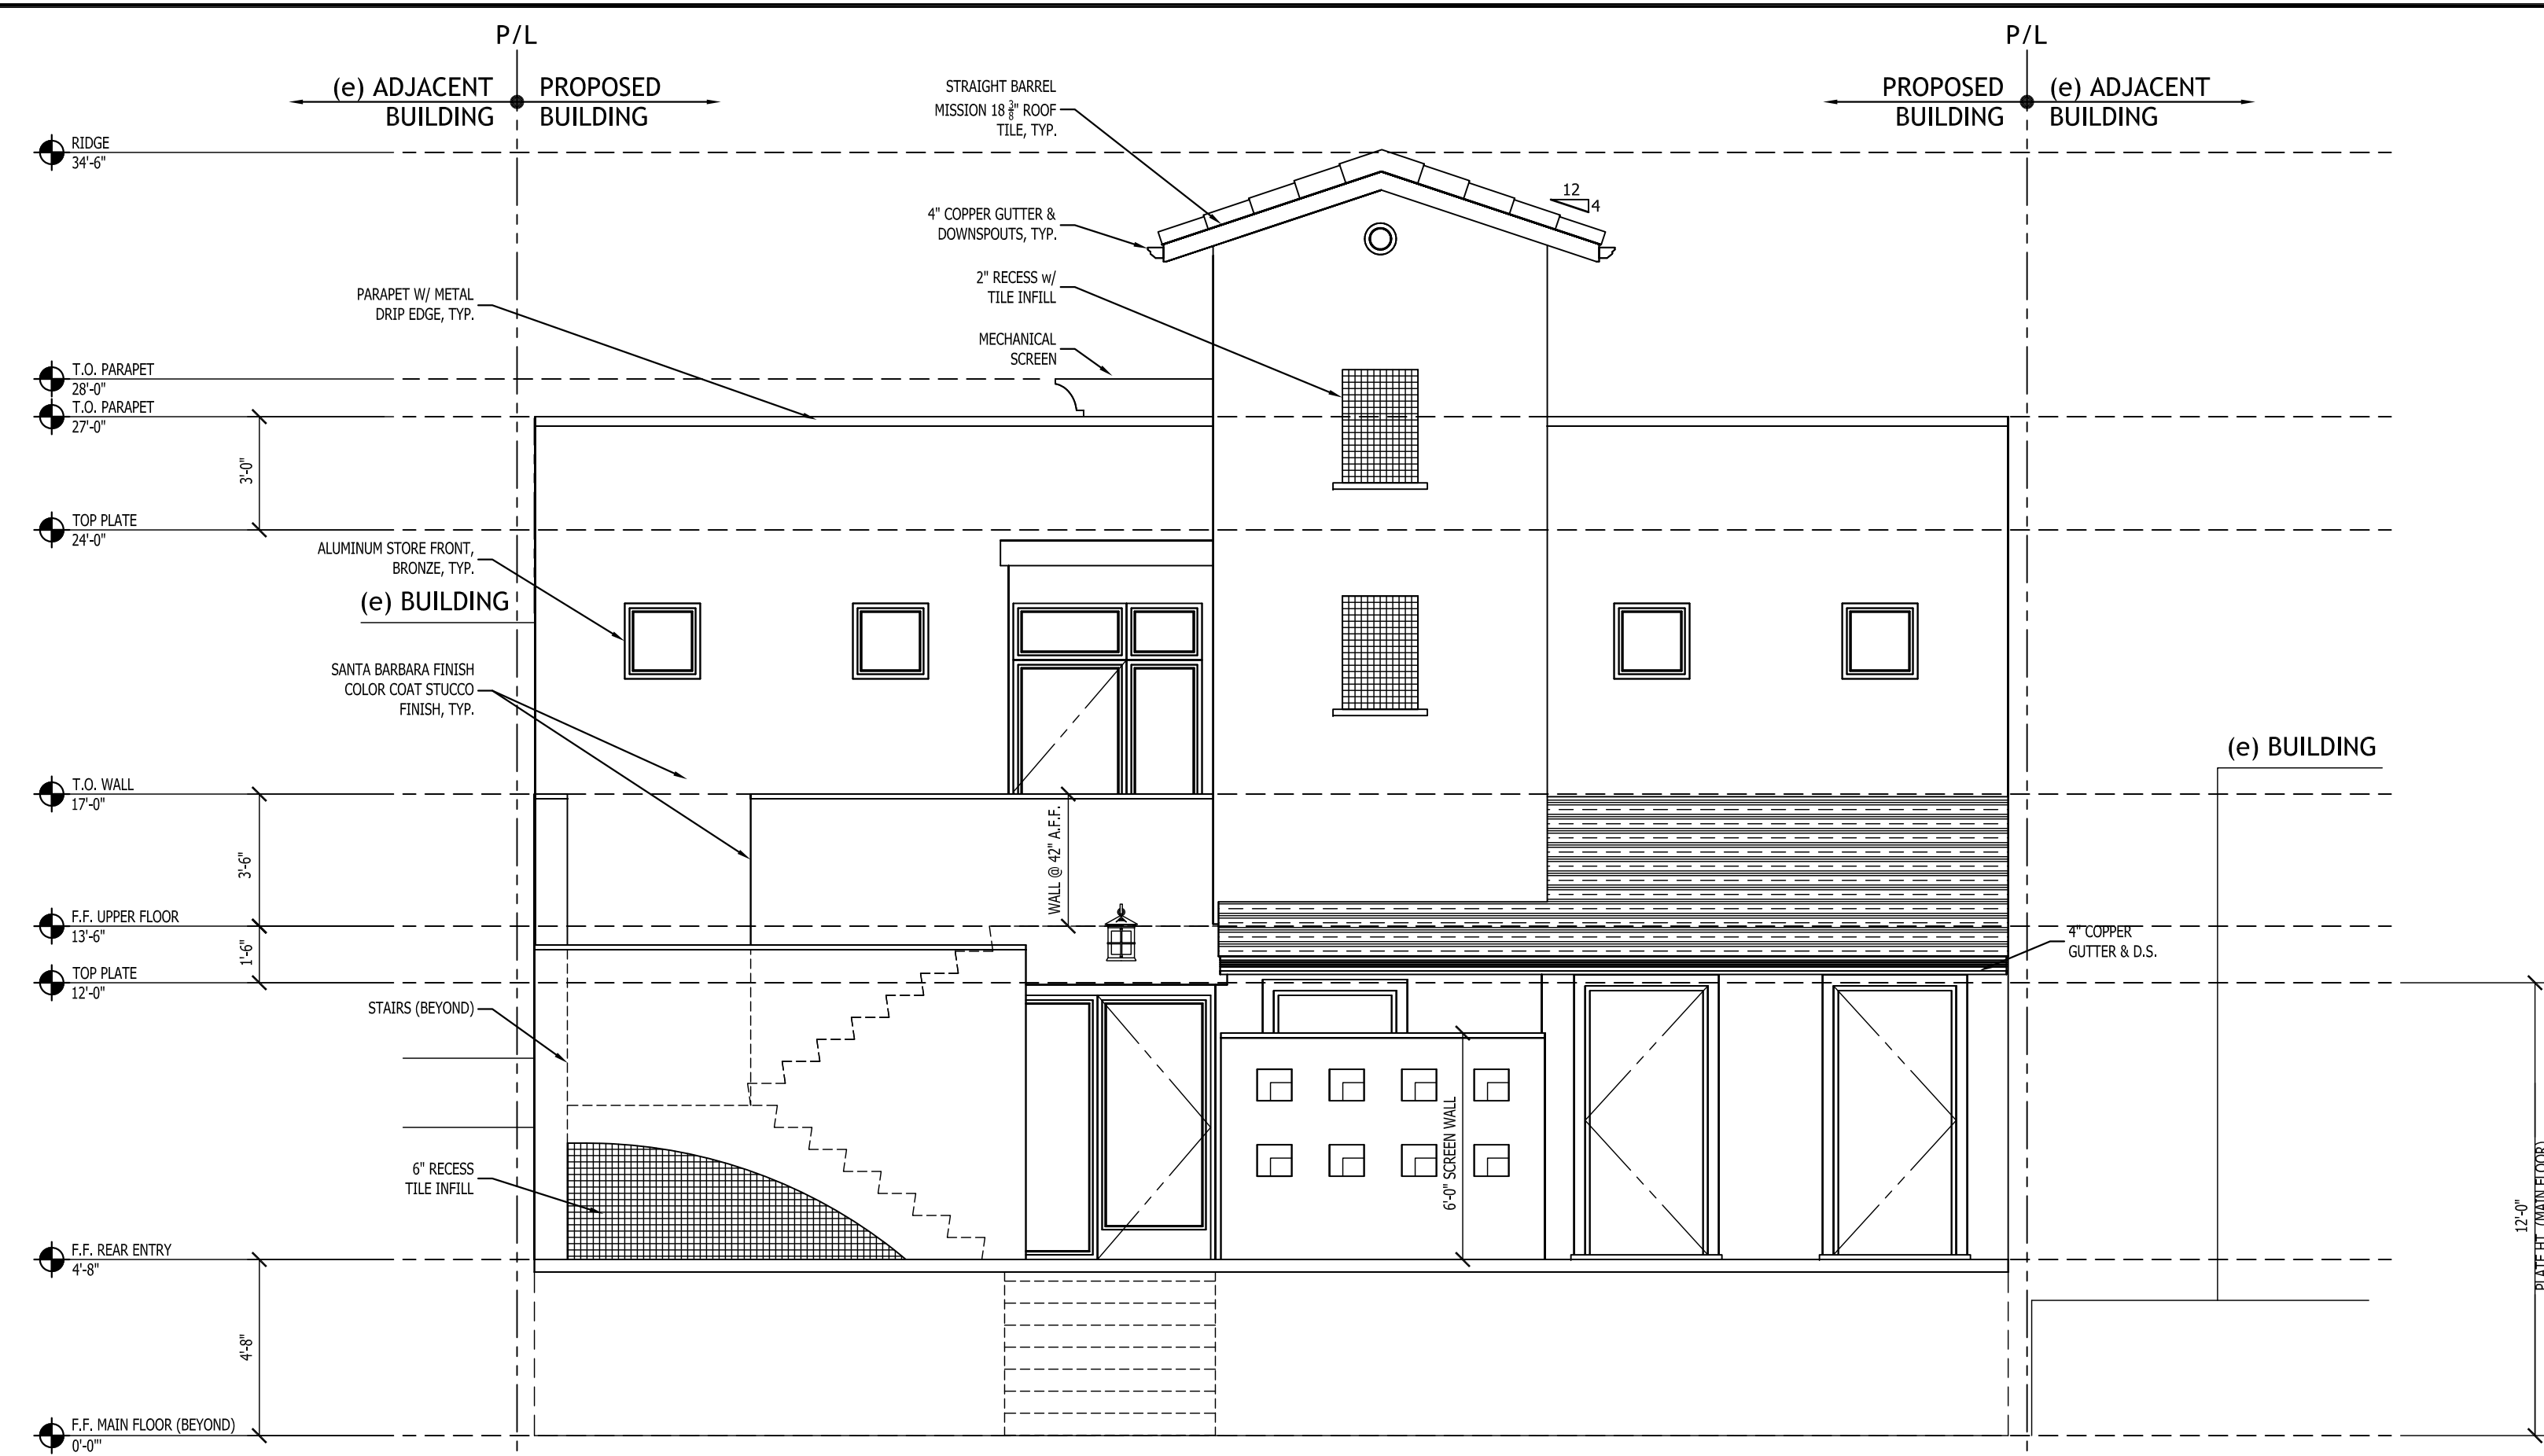 P/L
P/L
(e) ADJACENT
BUILDING
PROPOSED
BUILDING
PROPOSED
BUILDING
(e) ADJACENT
BUILDING
STRAIGHT BARREL
MISSION 18 3/8" ROOF
TILE, TYP.
RIDGE
34'-6"
12
4
4" COPPER GUTTER &
DOWNSPOUTS, TYP.
2" RECESS w/
TILE INFILL
PARAPET W/ METAL
DRIP EDGE, TYP.
MECHANICAL
SCREEN
T.O. PARAPET
28'-0"
T.O. PARAPET
27'-0"
3'-0"
TOP PLATE
24'-0"
ALUMINUM STORE FRONT,
BRONZE, TYP.
(e) BUILDING
SANTA BARBARA FINISH
COLOR COAT STUCCO
FINISH, TYP.
(e) BUILDING
T.O. WALL
17'-0"
3'-6"
WALL @ 42" A.F.F.
F.F. UPPER FLOOR
13'-6"
1'-6"
4" COPPER
GUTTER & D.S.
TOP PLATE
12'-0"
STAIRS (BEYOND)
6'-0" SCREEN WALL
6" RECESS
TILE INFILL
12'-0"
PLATE HT. (MAIN FLOOR)
F.F. REAR ENTRY
4'-8"
4'-8"
F.F. MAIN FLOOR (BEYOND)
0'-0"'